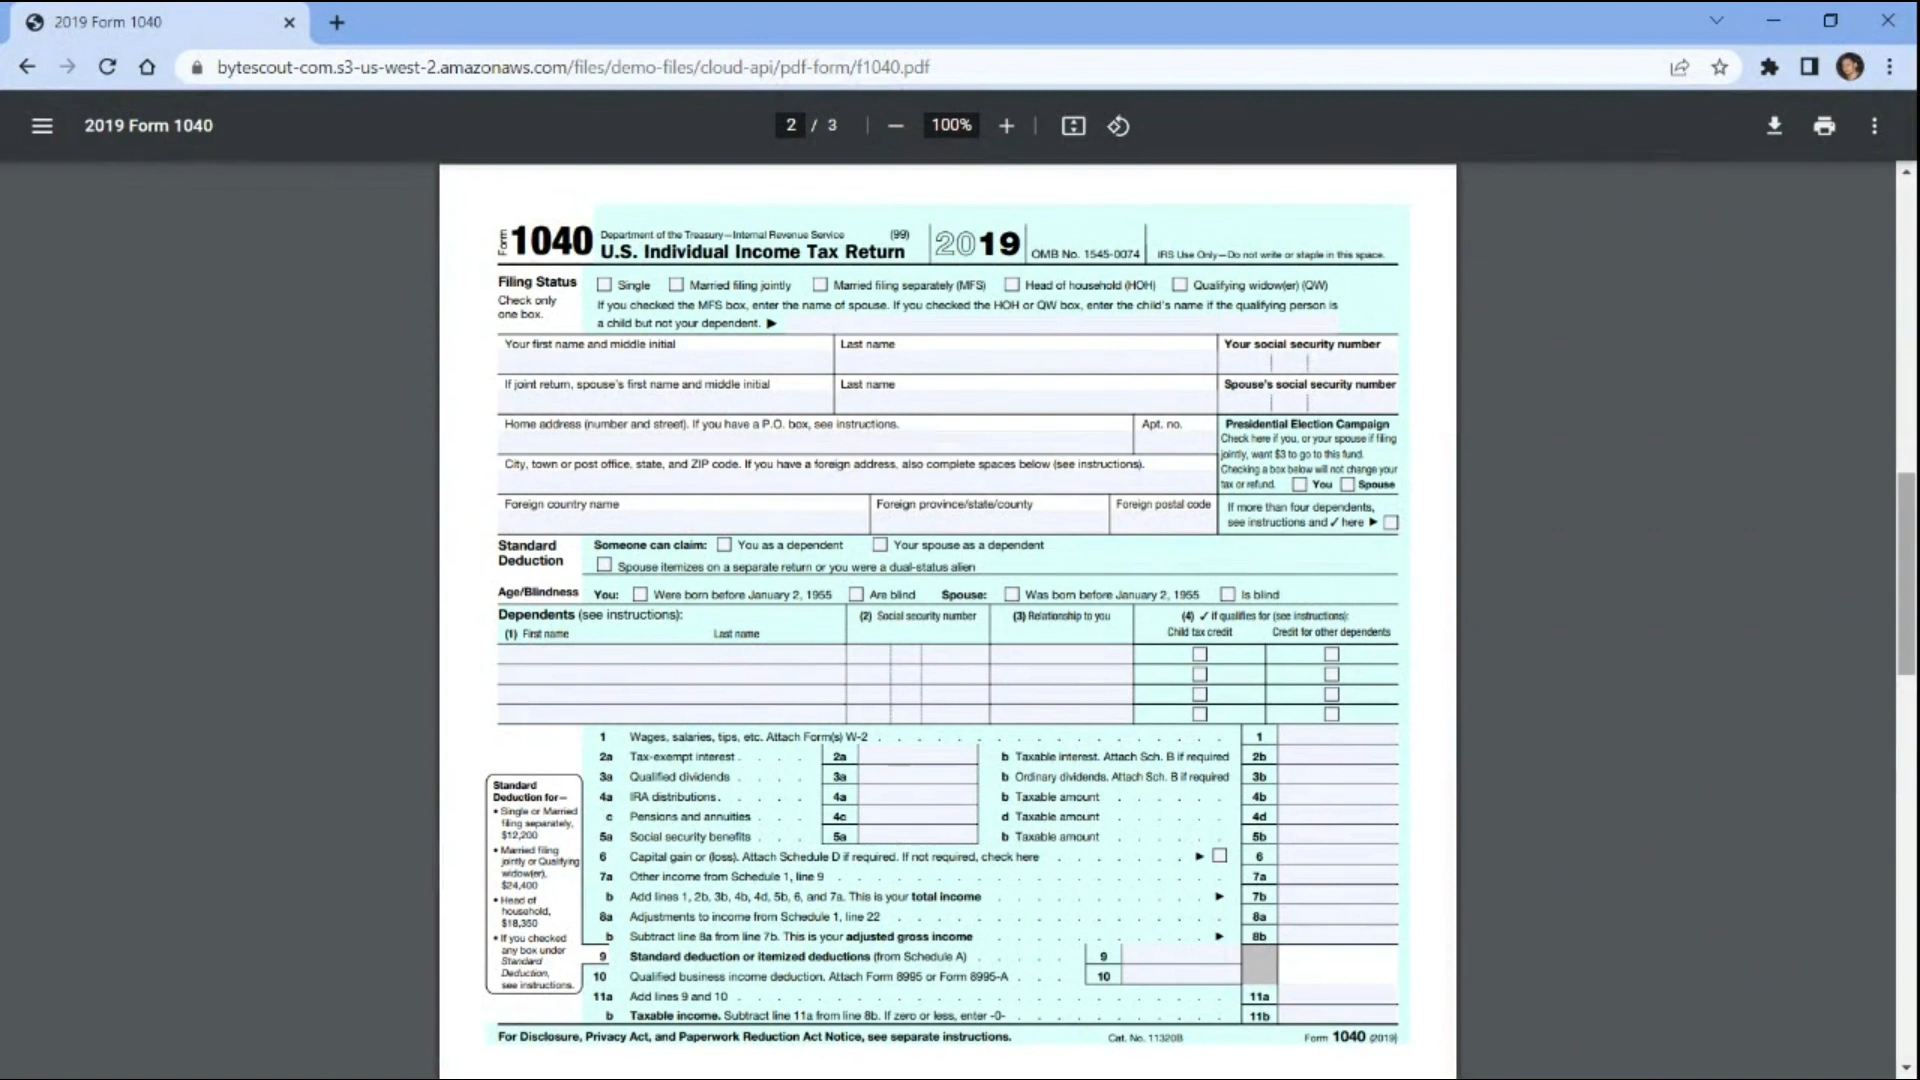 2019 Form 1040
bytescout-com.s3-us-west-2.amazonaws.com/files/demo-files/cloud-api/pdf-form/f1040.pdf
2019 Form 1040
2 / 3
100%
Form 1040
Department of the Treasury—Internal Revenue Service (99)
U.S. Individual Income Tax Return
2019
OMB No. 1545-0074
IRS Use Only—Do not write or staple in this space.
Filing Status
Check only
one box.
Single Married filing jointly Married filing separately (MFS) Head of household (HOH) Qualifying widow(er) (QW)
If you checked the MFS box, enter the name of spouse. If you checked the HOH or QW box, enter the child's name if the qualifying person is
a child but not your dependent. ▶
Your first name and middle initial
Last name
Your social security number
If joint return, spouse's first name and middle initial
Last name
Spouse's social security number
Home address (number and street). If you have a P.O. box, see instructions.
Apt. no.
Presidential Election Campaign
Check here if you, or your spouse if filing
jointly, want $3 to go to this fund.
Checking a box below will not change your
tax or refund. You Spouse
City, town or post office, state, and ZIP code. If you have a foreign address, also complete spaces below (see instructions).
Foreign country name
Foreign province/state/county
Foreign postal code
If more than four dependents,
see instructions and ✓ here ▶
Standard
Deduction
Someone can claim: You as a dependent Your spouse as a dependent
Spouse itemizes on a separate return or you were a dual-status alien
Age/Blindness You: Were born before January 2, 1955 Are blind Spouse: Was born before January 2, 1955 Is blind
Dependents (see instructions):
(1) First name Last name
(2) Social security number
(3) Relationship to you
(4) ✓ if qualifies for (see instructions):
Child tax credit Credit for other dependents
1 Wages, salaries, tips, etc. Attach Form(s) W-2 . . . . . . . . . . . . . . . 1
2a Tax-exempt interest . . . . 2a b Taxable interest. Attach Sch. B if required 2b
3a Qualified dividends . . . . 3a b Ordinary dividends. Attach Sch. B if required 3b
4a IRA distributions . . . . . 4a b Taxable amount . . . . . . 4b
c Pensions and annuities . . . 4c d Taxable amount . . . . . . 4d
5a Social security benefits . . . 5a b Taxable amount . . . . . . 5b
6 Capital gain or (loss). Attach Schedule D if required. If not required, check here . . . . . . . ▶ 6
7a Other income from Schedule 1, line 9 . . . . . . . . . . . . . . . . . 7a
b Add lines 1, 2b, 3b, 4b, 4d, 5b, 6, and 7a. This is your total income . . . . . . . . . . ▶ 7b
8a Adjustments to income from Schedule 1, line 22 . . . . . . . . . . . . . . 8a
b Subtract line 8a from line 7b. This is your adjusted gross income . . . . . . . . . . ▶ 8b
9 Standard deduction or itemized deductions (from Schedule A) . . . . . 9
10 Qualified business income deduction. Attach Form 8995 or Form 8995-A . . . 10
11a Add lines 9 and 10 . . . . . . . . . . . . . . . . . . . . . 11a
b Taxable income. Subtract line 11a from line 8b. If zero or less, enter -0- . . . . . . . . . . 11b
Standard
Deduction for—
• Single or Married
filing separately,
$12,200
• Married filing
jointly or Qualifying
widow(er),
$24,400
• Head of
household,
$18,350
• If you checked
any box under
Standard
Deduction,
see instructions.
For Disclosure, Privacy Act, and Paperwork Reduction Act Notice, see separate instructions.
Cat. No. 11320B
Form 1040 (2019)